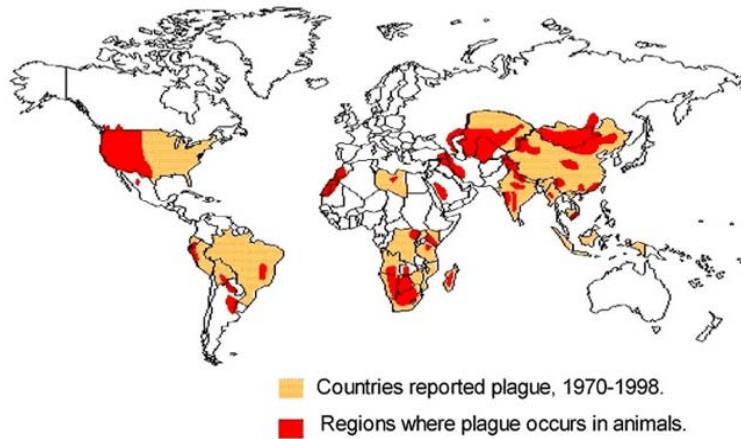 Countries reported plague, 1970-1998.
Regions where plague occurs in animals.